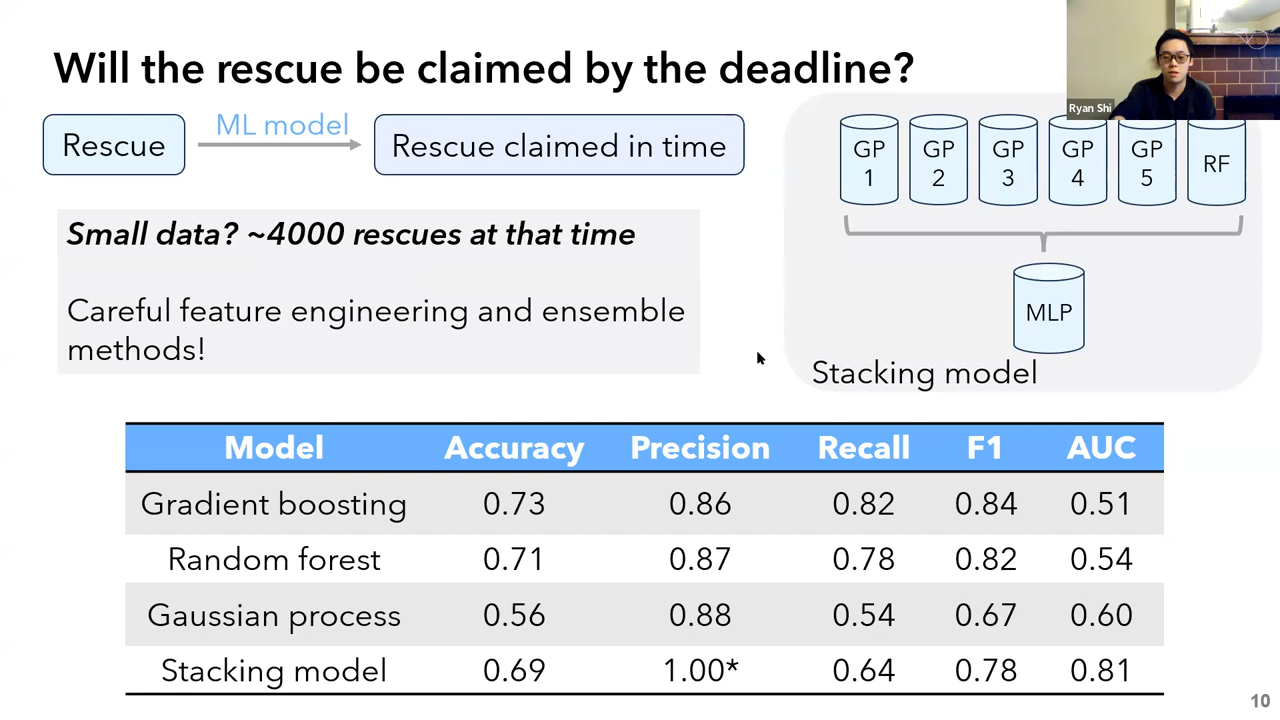 Will the rescue be claimed by the deadline?
Ryan Shi
Rescue
ML model
Rescue claimed in time
GP 1
GP 2
GP 3
GP 4
GP 5
RF
MLP
Stacking model
Small data? ~4000 rescues at that time
Careful feature engineering and ensemble
methods!
Model Accuracy Precision Recall F1 AUC
Gradient boosting 0.73 0.86 0.82 0.84 0.51
Random forest 0.71 0.87 0.78 0.82 0.54
Gaussian process 0.56 0.88 0.54 0.67 0.60
Stacking model 0.69 1.00* 0.64 0.78 0.81
10